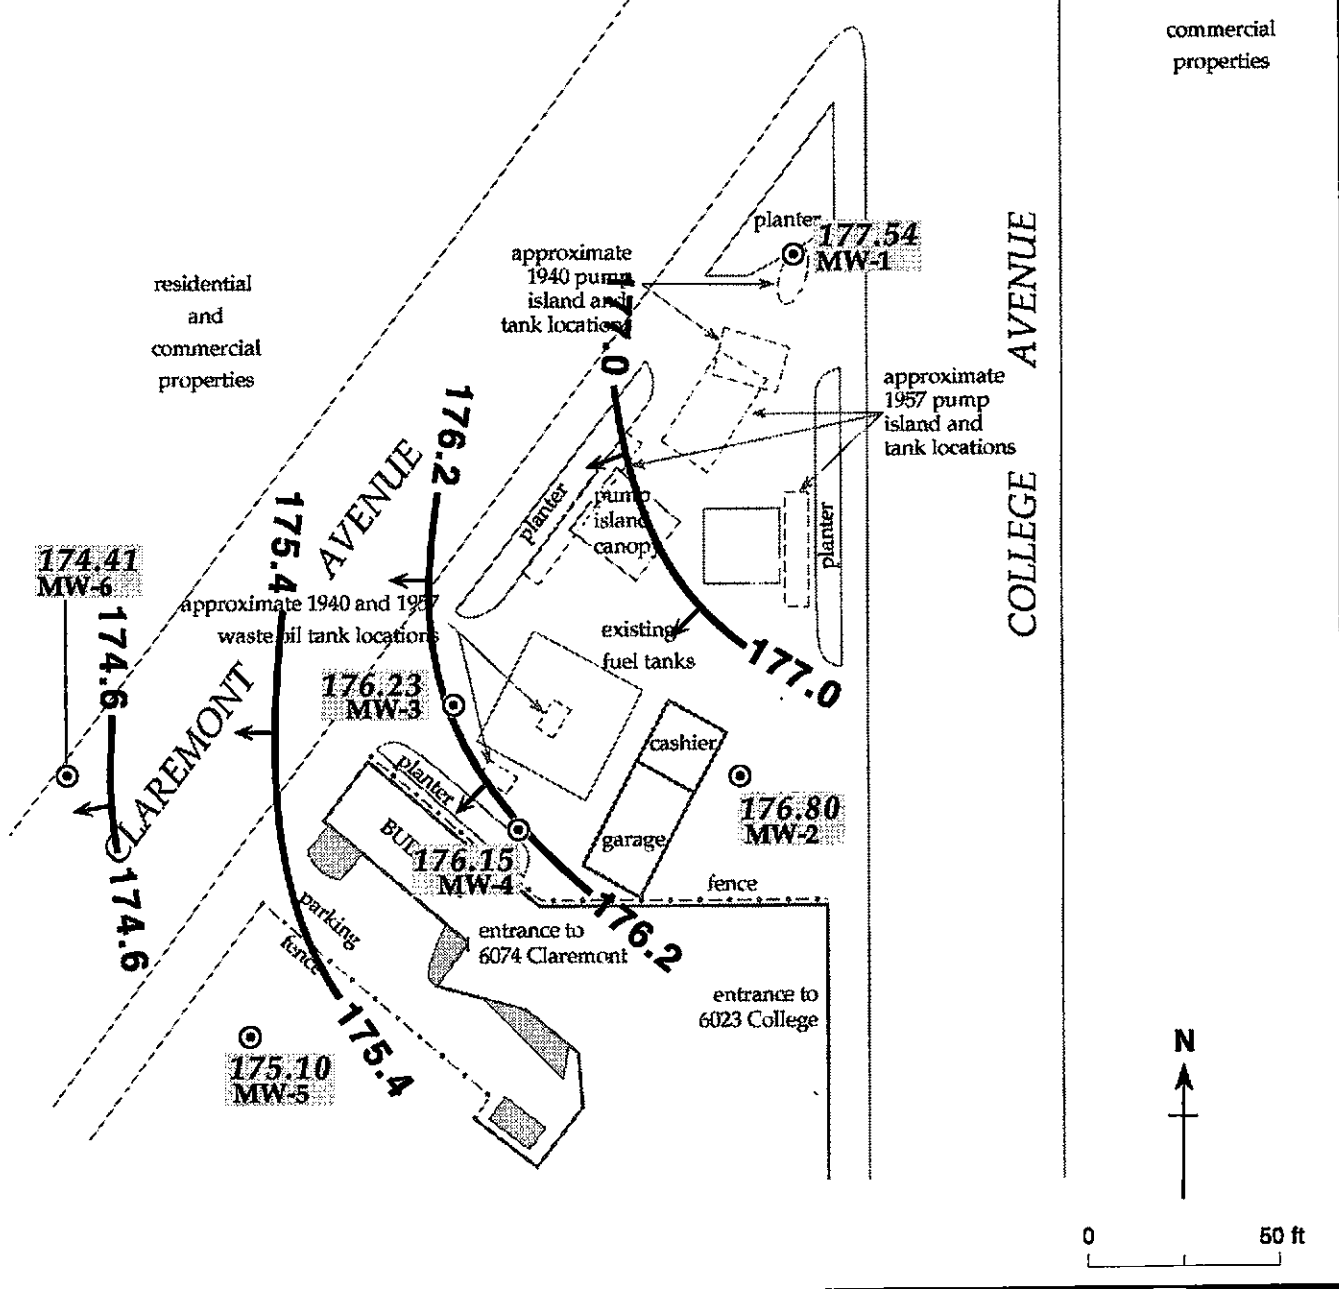 commercial
properties
planter
177.54
MW-1
approximate
1940 pump
island and
tank locations
177.0
residential
and
commercial
properties
AVENUE
COLLEGE
approximate
1957 pump
island and
tank locations
176.2
AVENUE
175.4
planter
pump
island
canopy
planter
174.41
MW-6
174.6
approximate 1940 and 1957
waste oil tank locations
existing
fuel tanks
177.0
176.23
MW-3
LAREMONT
cashier
planter
176.80
MW-2
garage
BUI
176.15
MW-4
fence
174.6
parking
fence
176.2
entrance to
6074 Claremont
entrance to
6023 College
175.4
175.10
MW-5
N
0
50 ft